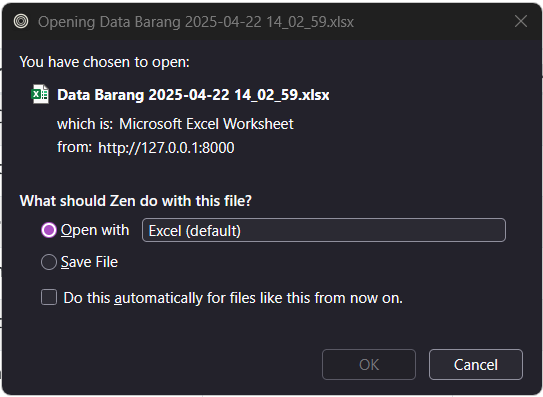 Opening Data Barang 2025-04-22 14_02_59.xlsx
You have chosen to open:
Data Barang 2025-04-22 14_02_59.xlsx
which is: Microsoft Excel Worksheet
from: http://127.0.0.1:8000
What should Zen do with this file?
Open with Excel (default)
Save File
Do this automatically for files like this from now on.
OK Cancel